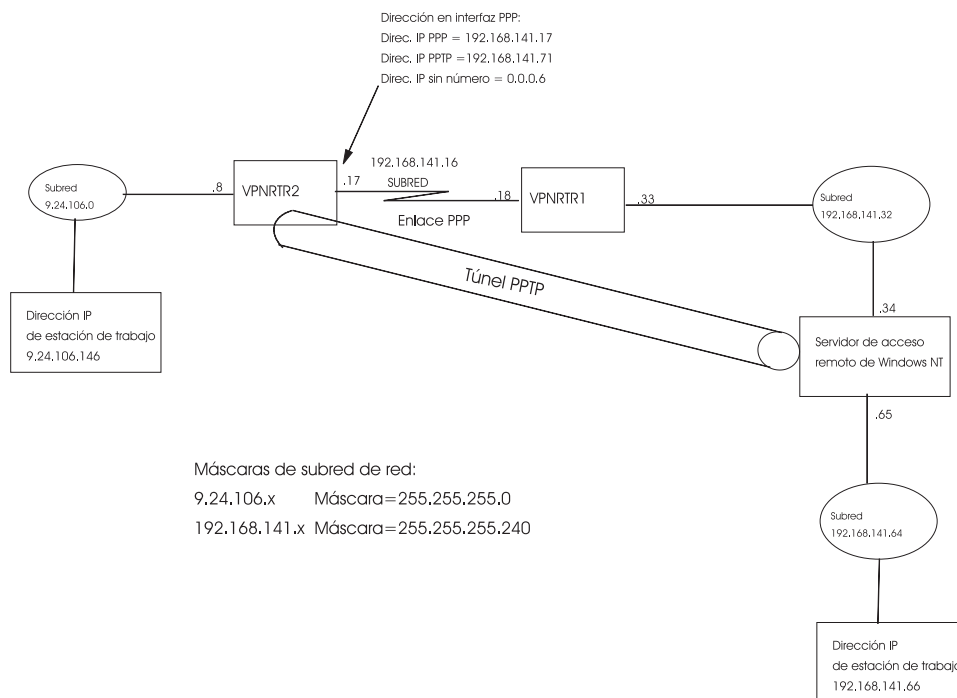 Dirección en interfaz PPP:
Direc. IP PPP = 192.168.141.17
Direc. IP PPTP =192.168.141.71
Direc. IP sin número = 0.0.0.6
Subred
9.24.106.0
.8
VPNRTR2
.17
192.168.141.16
SUBRED
Enlace PPP
.18
VPNRTR1
.33
Subred
192.168.141.32
Túnel PPTP
.34
Dirección IP
de estación de trabajo
9.24.106.146
Servidor de acceso
remoto de Windows NT
.65
Máscaras de subred de red:
9.24.106.x Máscara=255.255.255.0
192.168.141.x Máscara=255.255.255.240
Subred
192.168.141.64
Dirección IP
de estación de trabajo
192.168.141.66